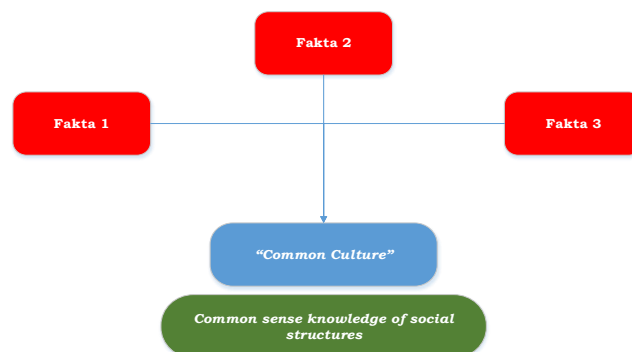 Fakta 2
Fakta 1
Fakta 3
“Common Culture”
Common sense knowledge of social
structures